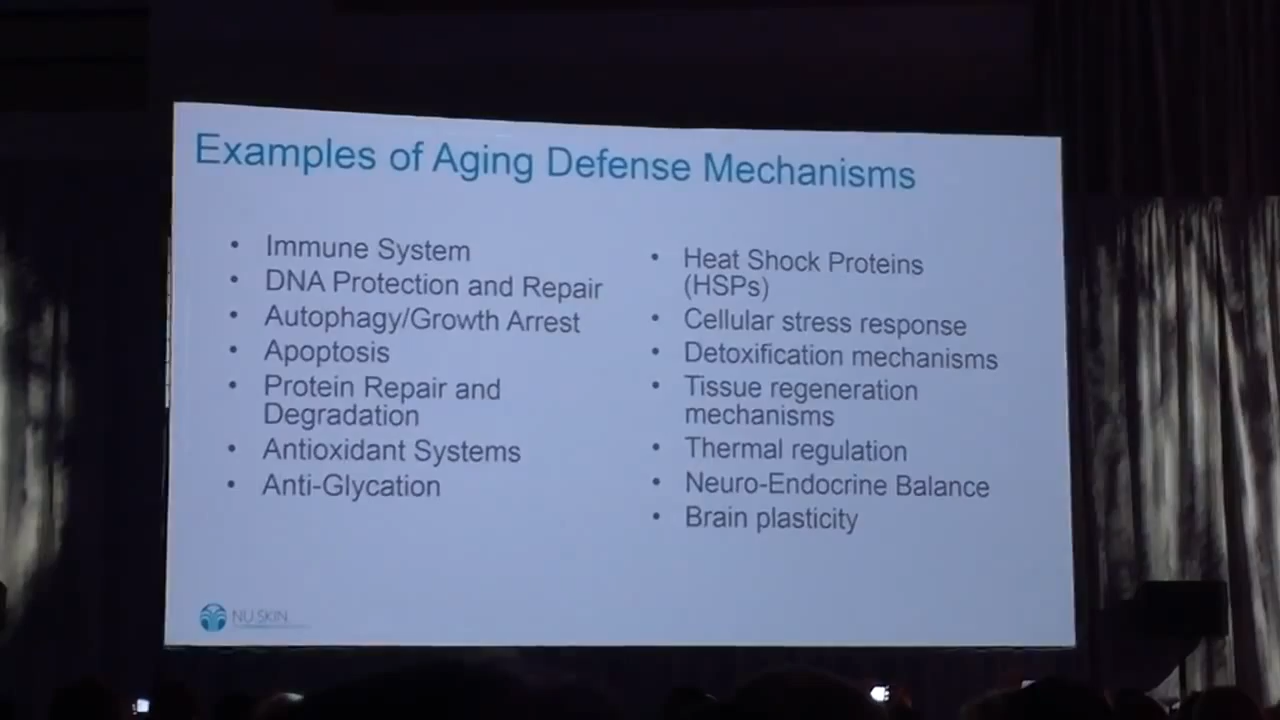 Examples of Aging Defense Mechanisms
• Immune System
• DNA Protection and Repair
• Autophagy/Growth Arrest
• Apoptosis
• Protein Repair and
Degradation
• Antioxidant Systems
• Anti-Glycation
• Heat Shock Proteins
(HSPs)
• Cellular stress response
• Detoxification mechanisms
• Tissue regeneration
mechanisms
• Thermal regulation
• Neuro-Endocrine Balance
• Brain plasticity
NU SKIN